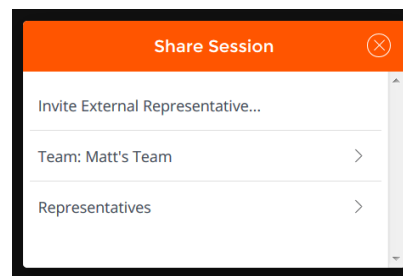 Share Session
Invite External Representative...
Team: Matt's Team
Representatives